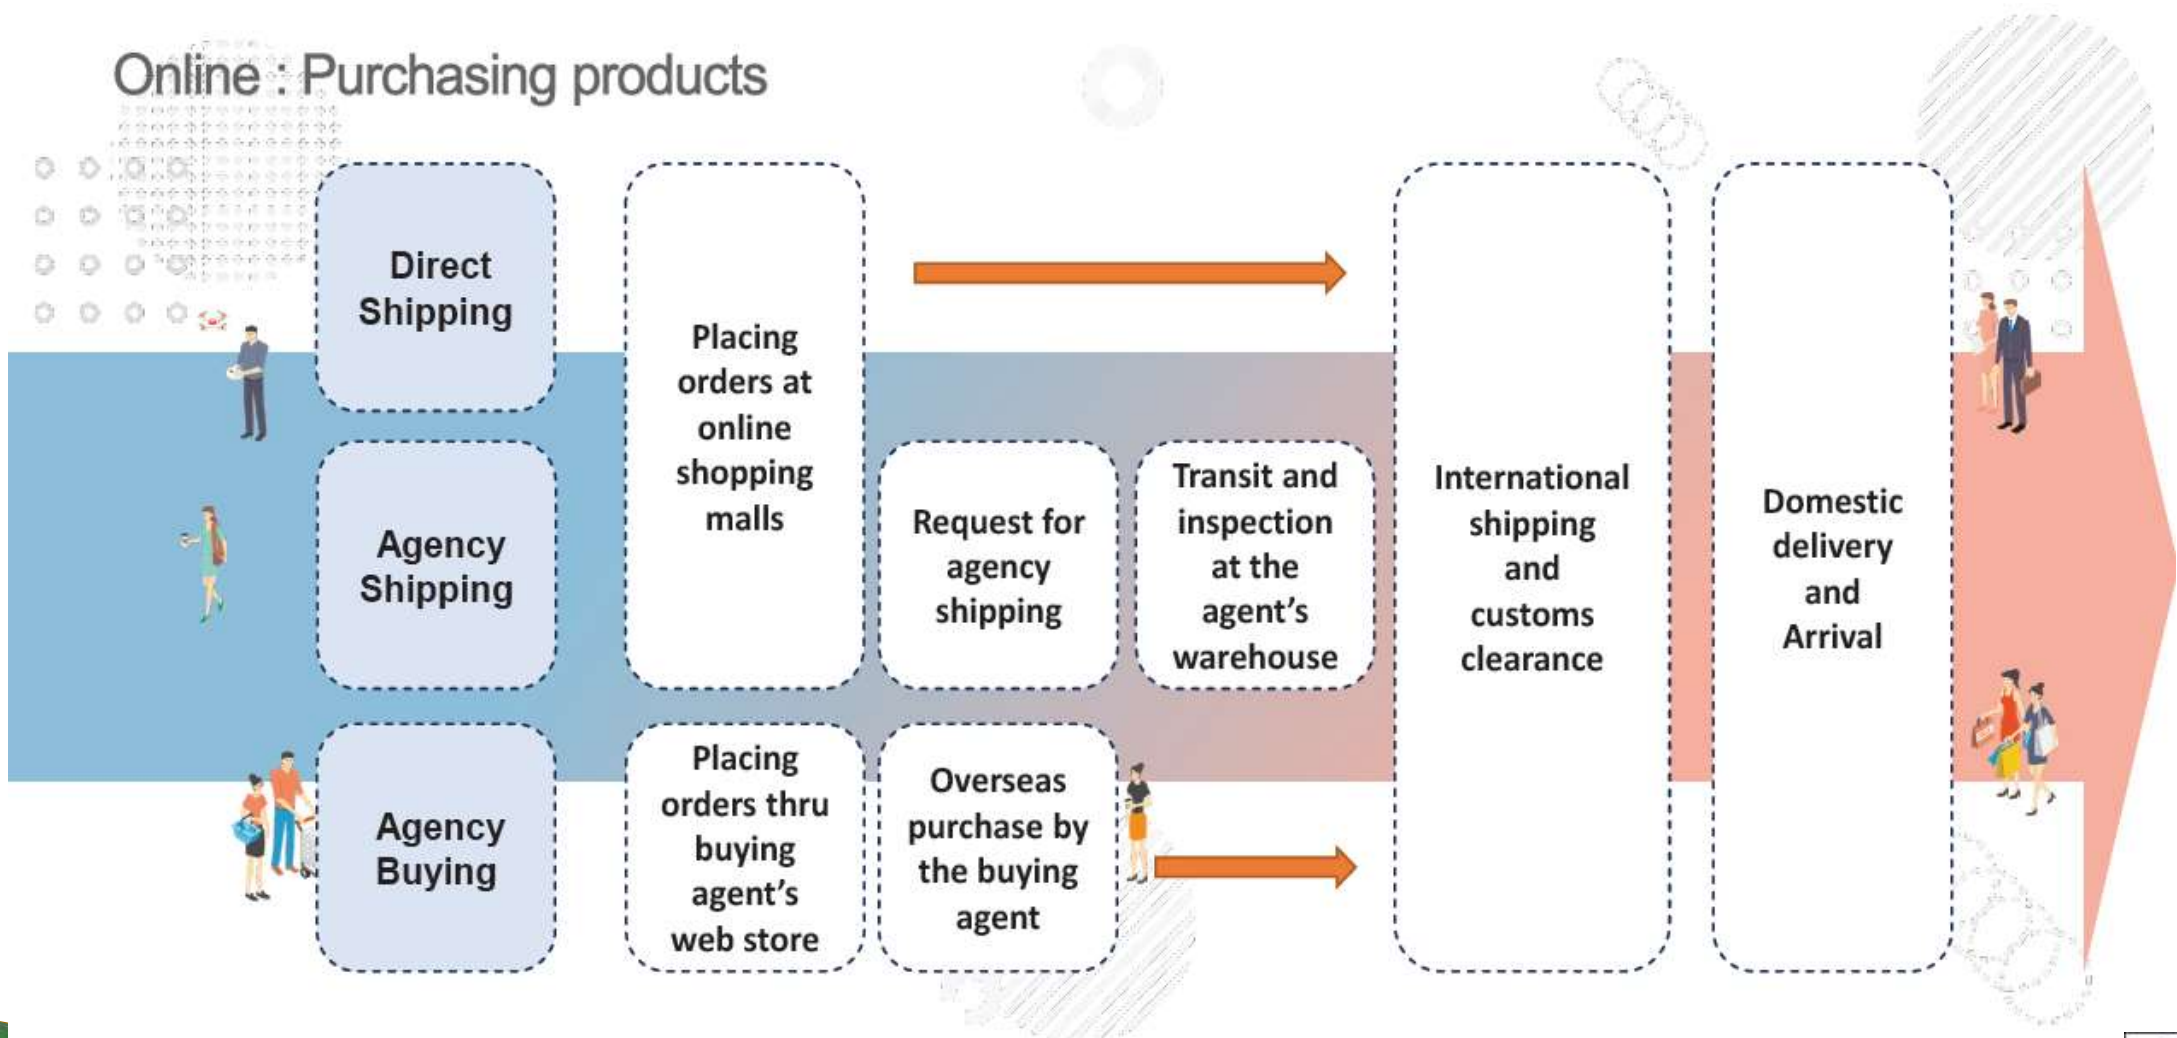 Online : Purchasing products
Direct
Shipping
Placing
orders at
online
shopping
malls
Agency
Shipping
Request for
agency
shipping
Transit and
inspection
at the
agent’s
warehouse
International
shipping
and
customs
clearance
Domestic
delivery
and
Arrival
Agency
Buying
Placing
orders thru
buying
agent’s
web store
Overseas
purchase by
the buying
agent